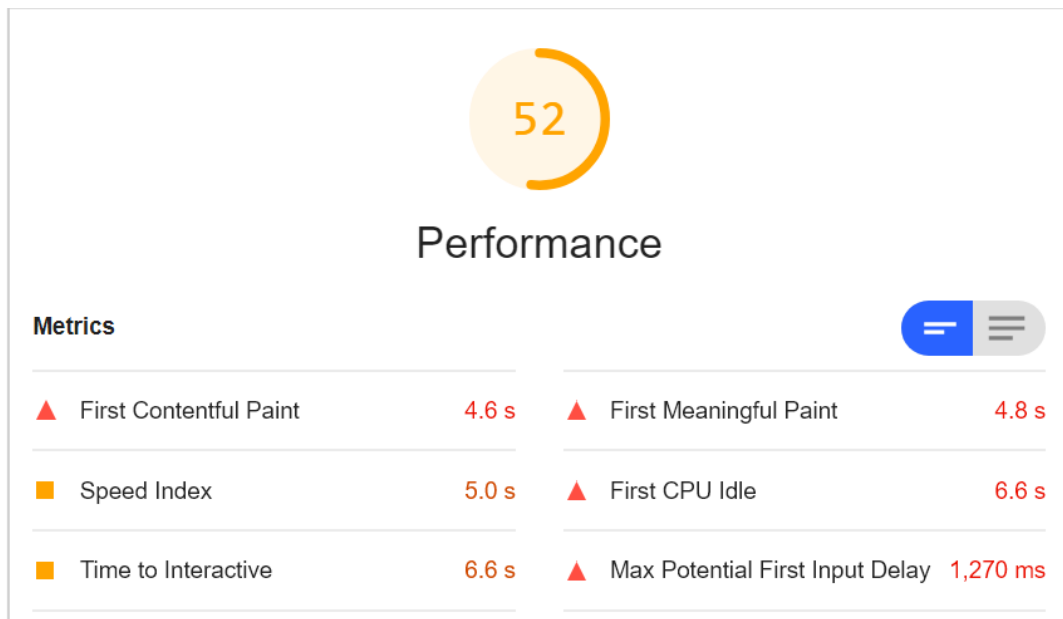 52
Performance
Metrics
First Contentful Paint 4.6 s
First Meaningful Paint 4.8 s
Speed Index 5.0 s
First CPU Idle 6.6 s
Time to Interactive 6.6 s
Max Potential First Input Delay 1,270 ms